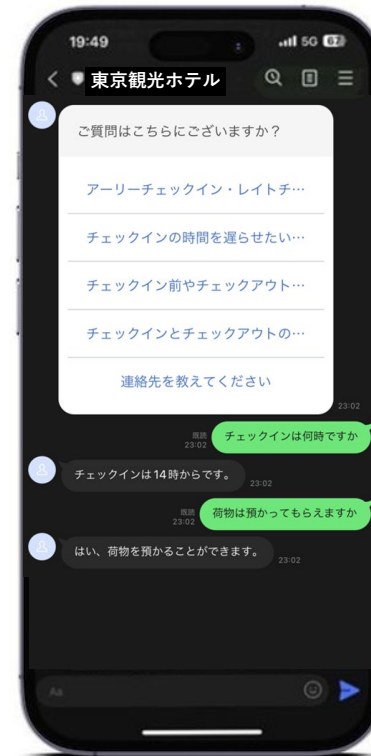 19:49
5G 62
東京観光ホテル
ご質問はこちらにございますか？
アーリーチェックイン・レイトチ…
チェックインの時間を遅らせたい…
チェックイン前やチェックアウト…
チェックインとチェックアウトの…
連絡先を教えてください
23:02
既読
23:02
チェックインは何時ですか
チェックインは14時からです。
23:02
既読
23:02
荷物は預かってもらえますか
はい、荷物を預かることができます。
23:02
Aa